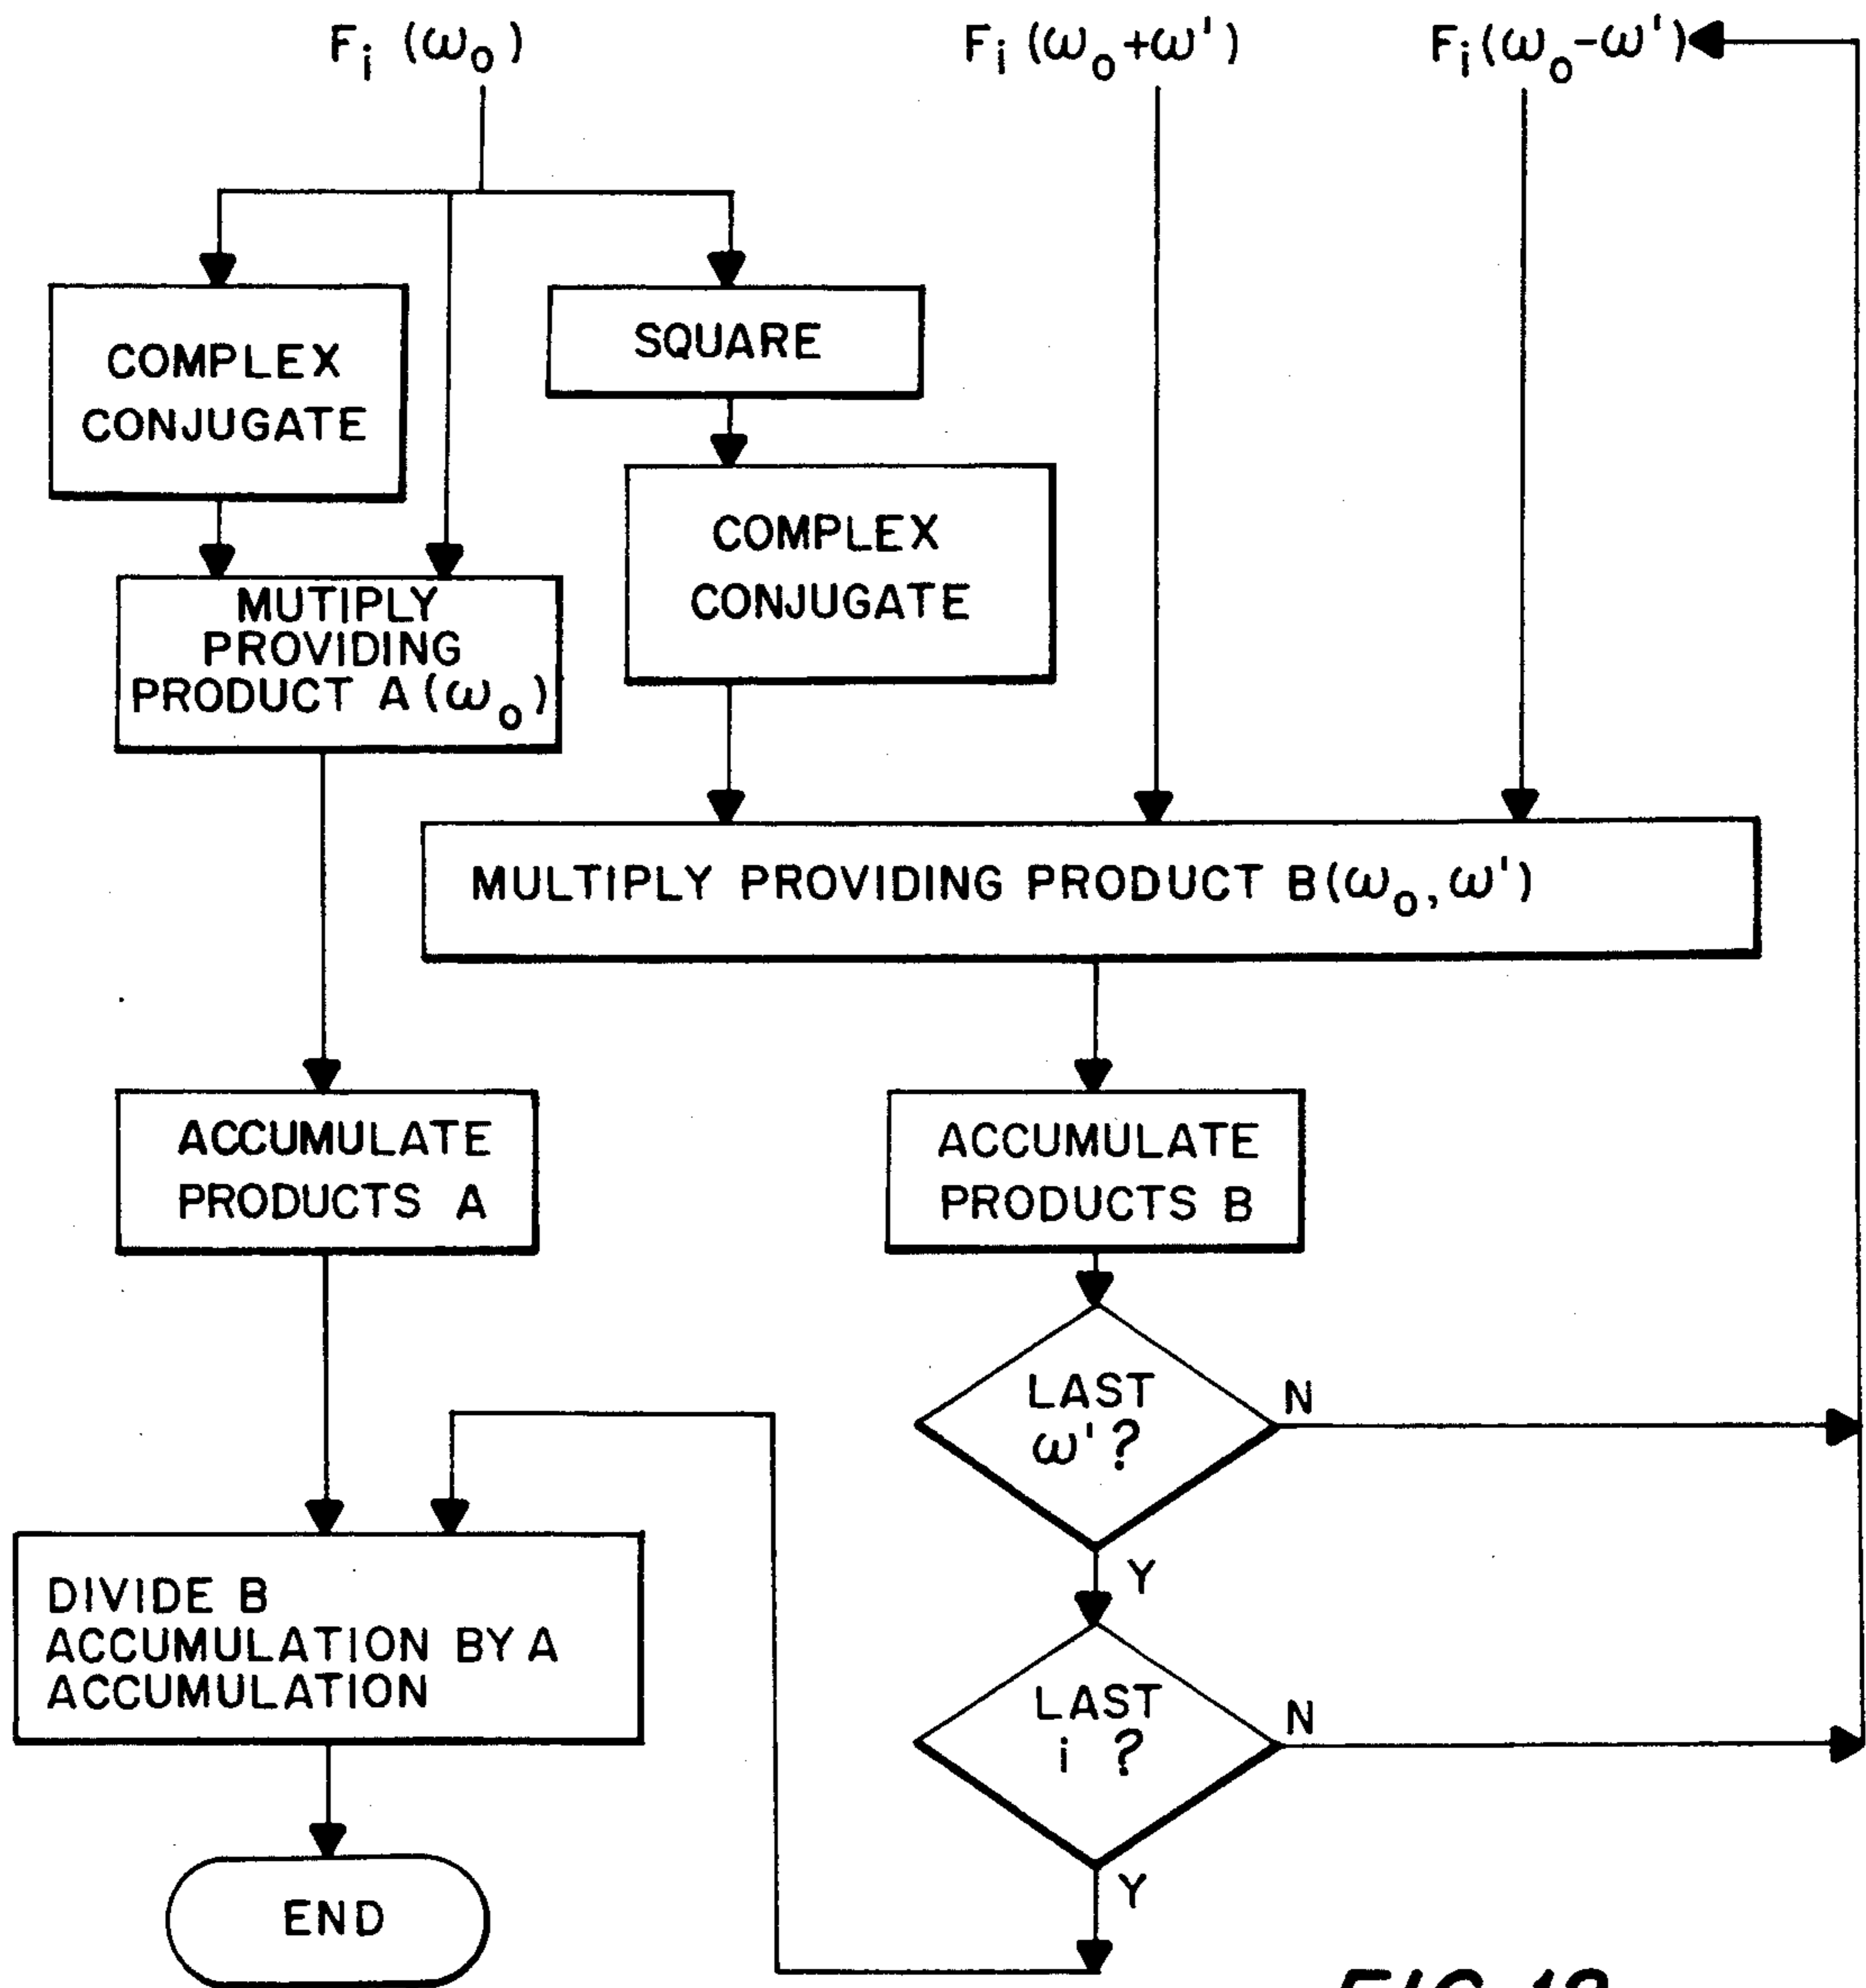 Fi (ωo)
Fi (ωo+ω')
Fi (ωo-ω')
COMPLEX
CONJUGATE
SQUARE
COMPLEX
CONJUGATE
MUTIPLY
PROVIDING
PRODUCT A (ωo)
MULTIPLY PROVIDING PRODUCT B(ωo, ω')
ACCUMULATE
PRODUCTS A
ACCUMULATE
PRODUCTS B
LAST
ω' ?
N
Y
DIVIDE B
ACCUMULATION BY A
ACCUMULATION
LAST
i ?
N
Y
END